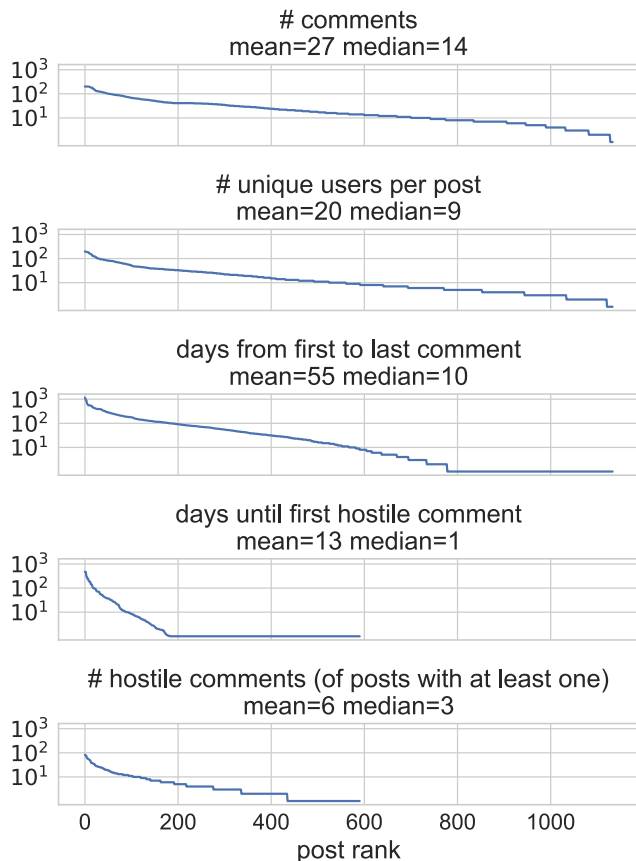 # comments
mean=27 median=14
10³
10²
10¹
# unique users per post
mean=20 median=9
10³
10²
10¹
days from first to last comment
mean=55 median=10
10³
10²
10¹
days until first hostile comment
mean=13 median=1
10³
10²
10¹
# hostile comments (of posts with at least one)
mean=6 median=3
10³
10²
10¹
0 200 400 600 800 1000
post rank